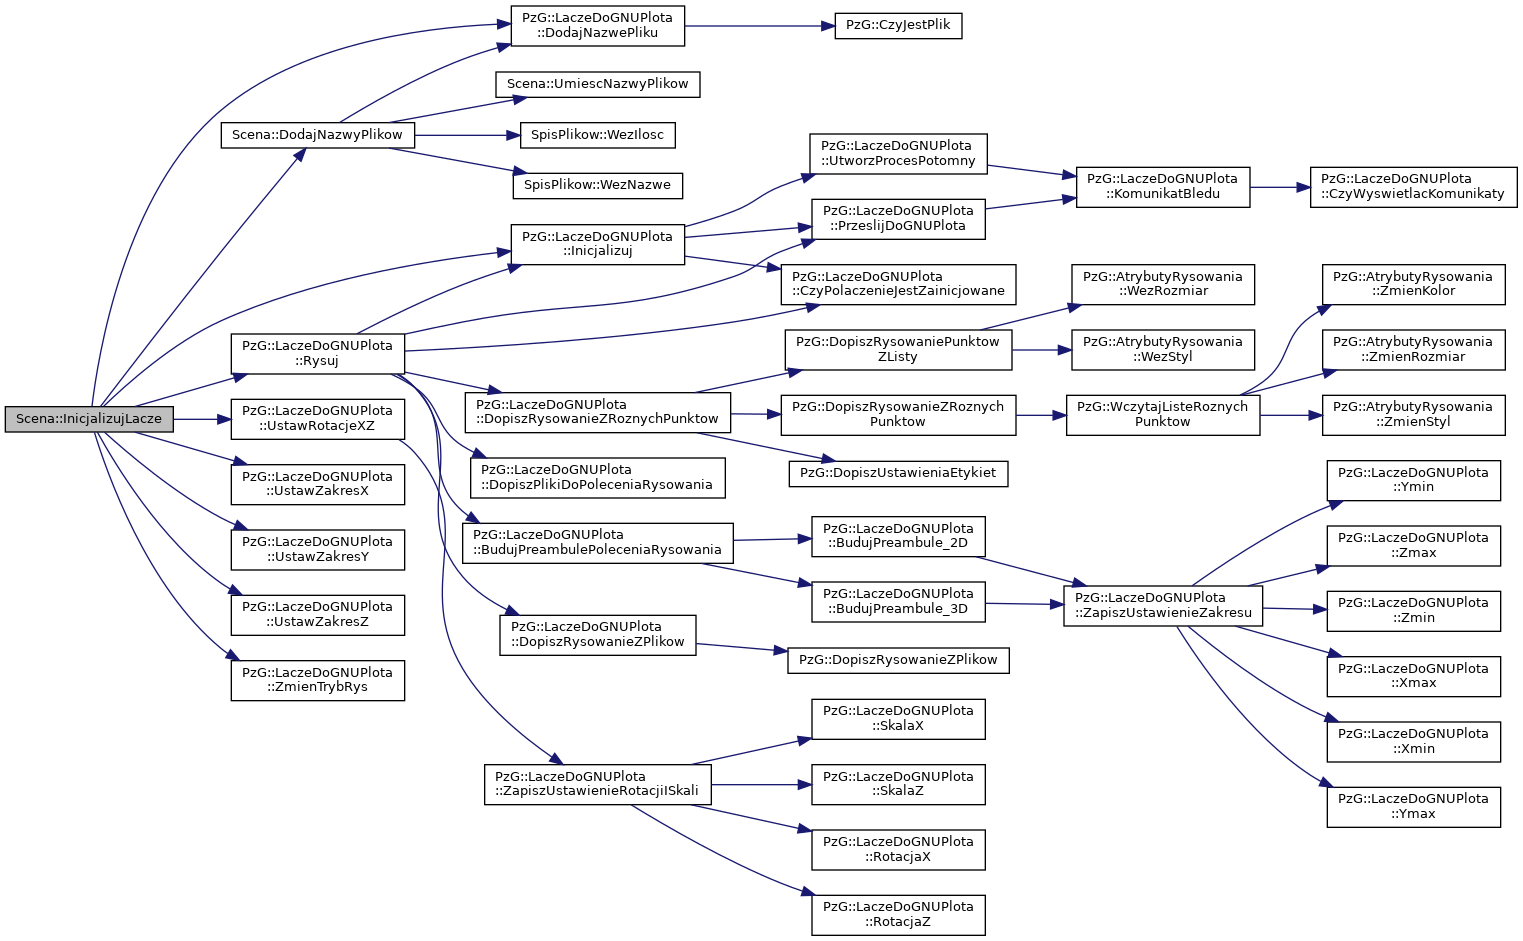 Scena::InicjalizujLacze
PzG::LaczeDoGNUPlota
::DodajNazwePliku
Scena::DodajNazwyPlikow
PzG::LaczeDoGNUPlota
::Inicjalizuj
PzG::LaczeDoGNUPlota
::Rysuj
PzG::LaczeDoGNUPlota
::UstawRotacjeXZ
PzG::LaczeDoGNUPlota
::UstawZakresX
PzG::LaczeDoGNUPlota
::UstawZakresY
PzG::LaczeDoGNUPlota
::UstawZakresZ
PzG::LaczeDoGNUPlota
::ZmienTrybRys
PzG::CzyJestPlik
Scena::UmiescNazwyPlikow
SpisPlikow::WezIlosc
SpisPlikow::WezNazwe
PzG::LaczeDoGNUPlota
::DopiszRysowanieZRoznychPunktow
PzG::LaczeDoGNUPlota
::DopiszPlikiDoPoleceniaRysowania
PzG::LaczeDoGNUPlota
::BudujPreambulePoleceniaRysowania
PzG::LaczeDoGNUPlota
::DopiszRysowanieZPlikow
PzG::LaczeDoGNUPlota
::ZapiszUstawienieRotacjiISkali
PzG::LaczeDoGNUPlota
::UtworzProcesPotomny
PzG::LaczeDoGNUPlota
::PrzeslijDoGNUPlota
PzG::LaczeDoGNUPlota
::CzyPolaczenieJestZainicjowane
PzG::DopiszRysowaniePunktow
ZListy
PzG::DopiszRysowanieZRoznych
Punktow
PzG::DopiszUstawieniaEtykiet
PzG::LaczeDoGNUPlota
::BudujPreambule_2D
PzG::LaczeDoGNUPlota
::BudujPreambule_3D
PzG::DopiszRysowanieZPlikow
PzG::LaczeDoGNUPlota
::SkalaX
PzG::LaczeDoGNUPlota
::SkalaZ
PzG::LaczeDoGNUPlota
::RotacjaX
PzG::LaczeDoGNUPlota
::RotacjaZ
PzG::LaczeDoGNUPlota
::KomunikatBledu
PzG::AtrybutyRysowania
::WezRozmiar
PzG::AtrybutyRysowania
::WezStyl
PzG::WczytajListeRoznych
Punktow
PzG::LaczeDoGNUPlota
::ZapiszUstawienieZakresu
PzG::LaczeDoGNUPlota
::CzyWyswietlacKomunikaty
PzG::AtrybutyRysowania
::ZmienKolor
PzG::AtrybutyRysowania
::ZmienRozmiar
PzG::AtrybutyRysowania
::ZmienStyl
PzG::LaczeDoGNUPlota
::Ymin
PzG::LaczeDoGNUPlota
::Zmax
PzG::LaczeDoGNUPlota
::Zmin
PzG::LaczeDoGNUPlota
::Xmax
PzG::LaczeDoGNUPlota
::Xmin
PzG::LaczeDoGNUPlota
::Ymax